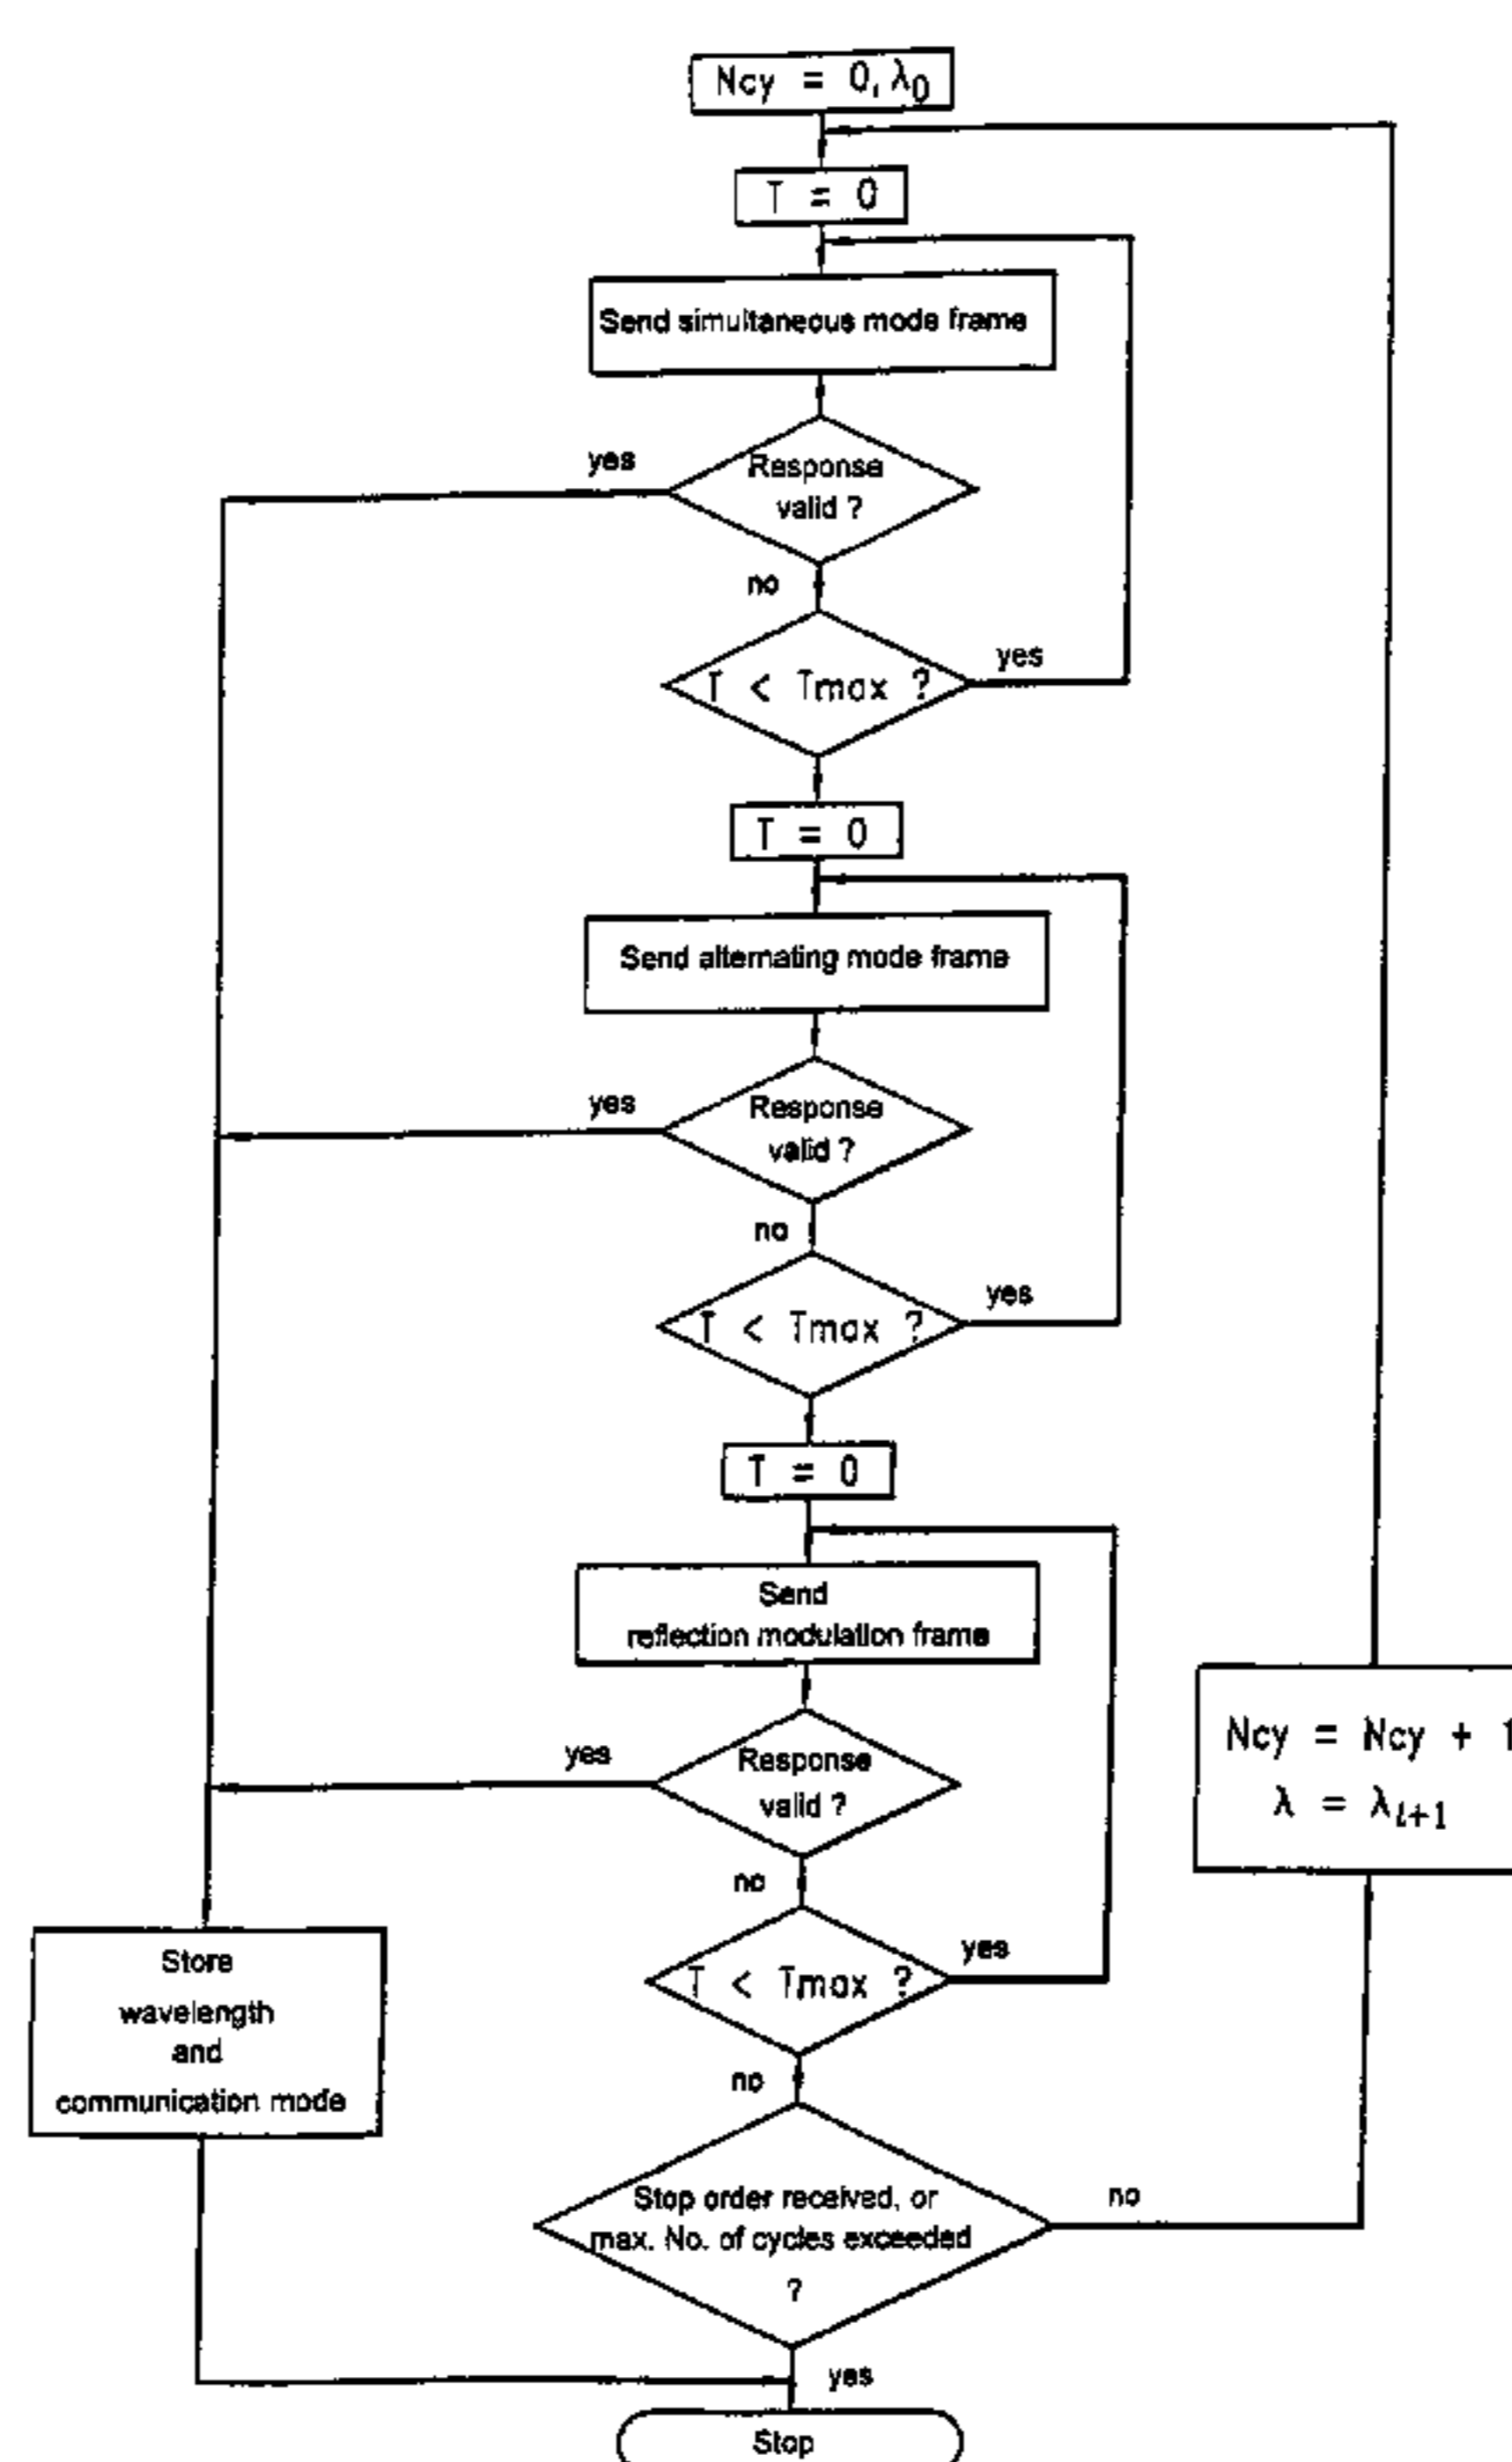 Ncy = 0, λ0
T = 0
Send simultaneous mode frame
yes
Response
valid ?
no
T < Tmax ?
yes
T = 0
Send alternating mode frame
yes
Response
valid ?
no
T < Tmax ?
yes
T = 0
Send
reflection modulation frame
yes
Response
valid ?
no
Ncy = Ncy + 1
λ = λi+1
T < Tmax ?
yes
Store
wavelength
and
communication mode
no
Stop order received, or
max. No. of cycles exceeded
?
no
yes
Stop